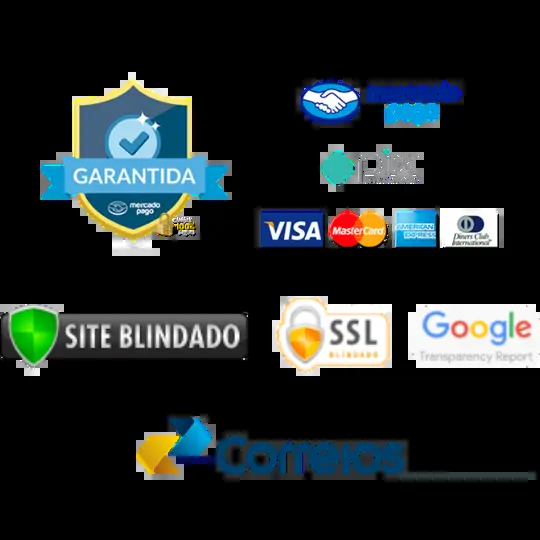 GARANTIDA
mercado
pago
100%
mercado
pago
pix
VISA
MasterCard
AMERICAN
EXPRESS
Diners Club
International
SITE BLINDADO
SSL
BLINDADO
Google
Transparency Report
Correios